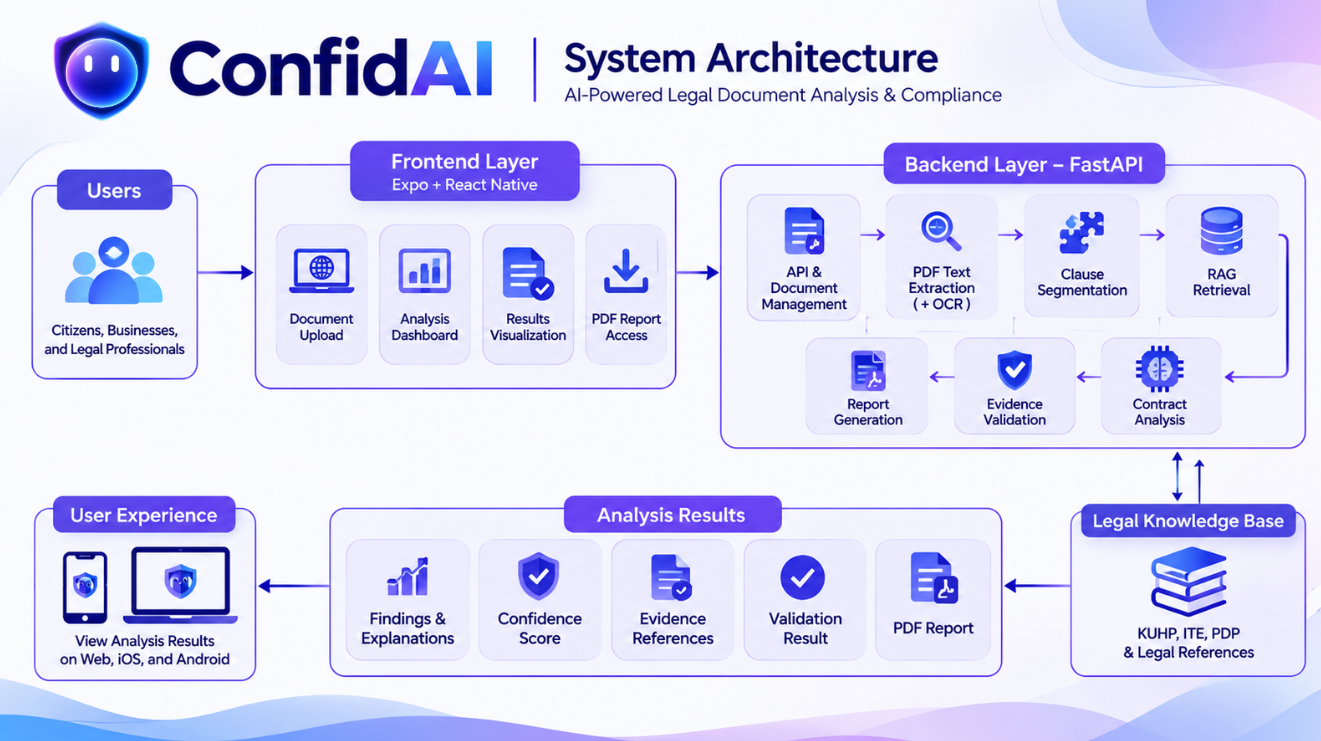 ConfidAI
System Architecture
AI-Powered Legal Document Analysis & Compliance
Users
Citizens, Businesses,
and Legal Professionals
Frontend Layer
Expo + React Native
Document
Upload
Analysis
Dashboard
Results
Visualization
PDF Report
Access
Backend Layer – FastAPI
API &
Document
Management
PDF Text
Extraction
( + OCR )
Clause
Segmentation
RAG
Retrieval
Report
Generation
Evidence
Validation
Contract
Analysis
User Experience
View Analysis Results
on Web, iOS, and Android
Analysis Results
Findings &
Explanations
Confidence
Score
Evidence
References
Validation
Result
PDF Report
Legal Knowledge Base
KUHP, ITE, PDP
& Legal References